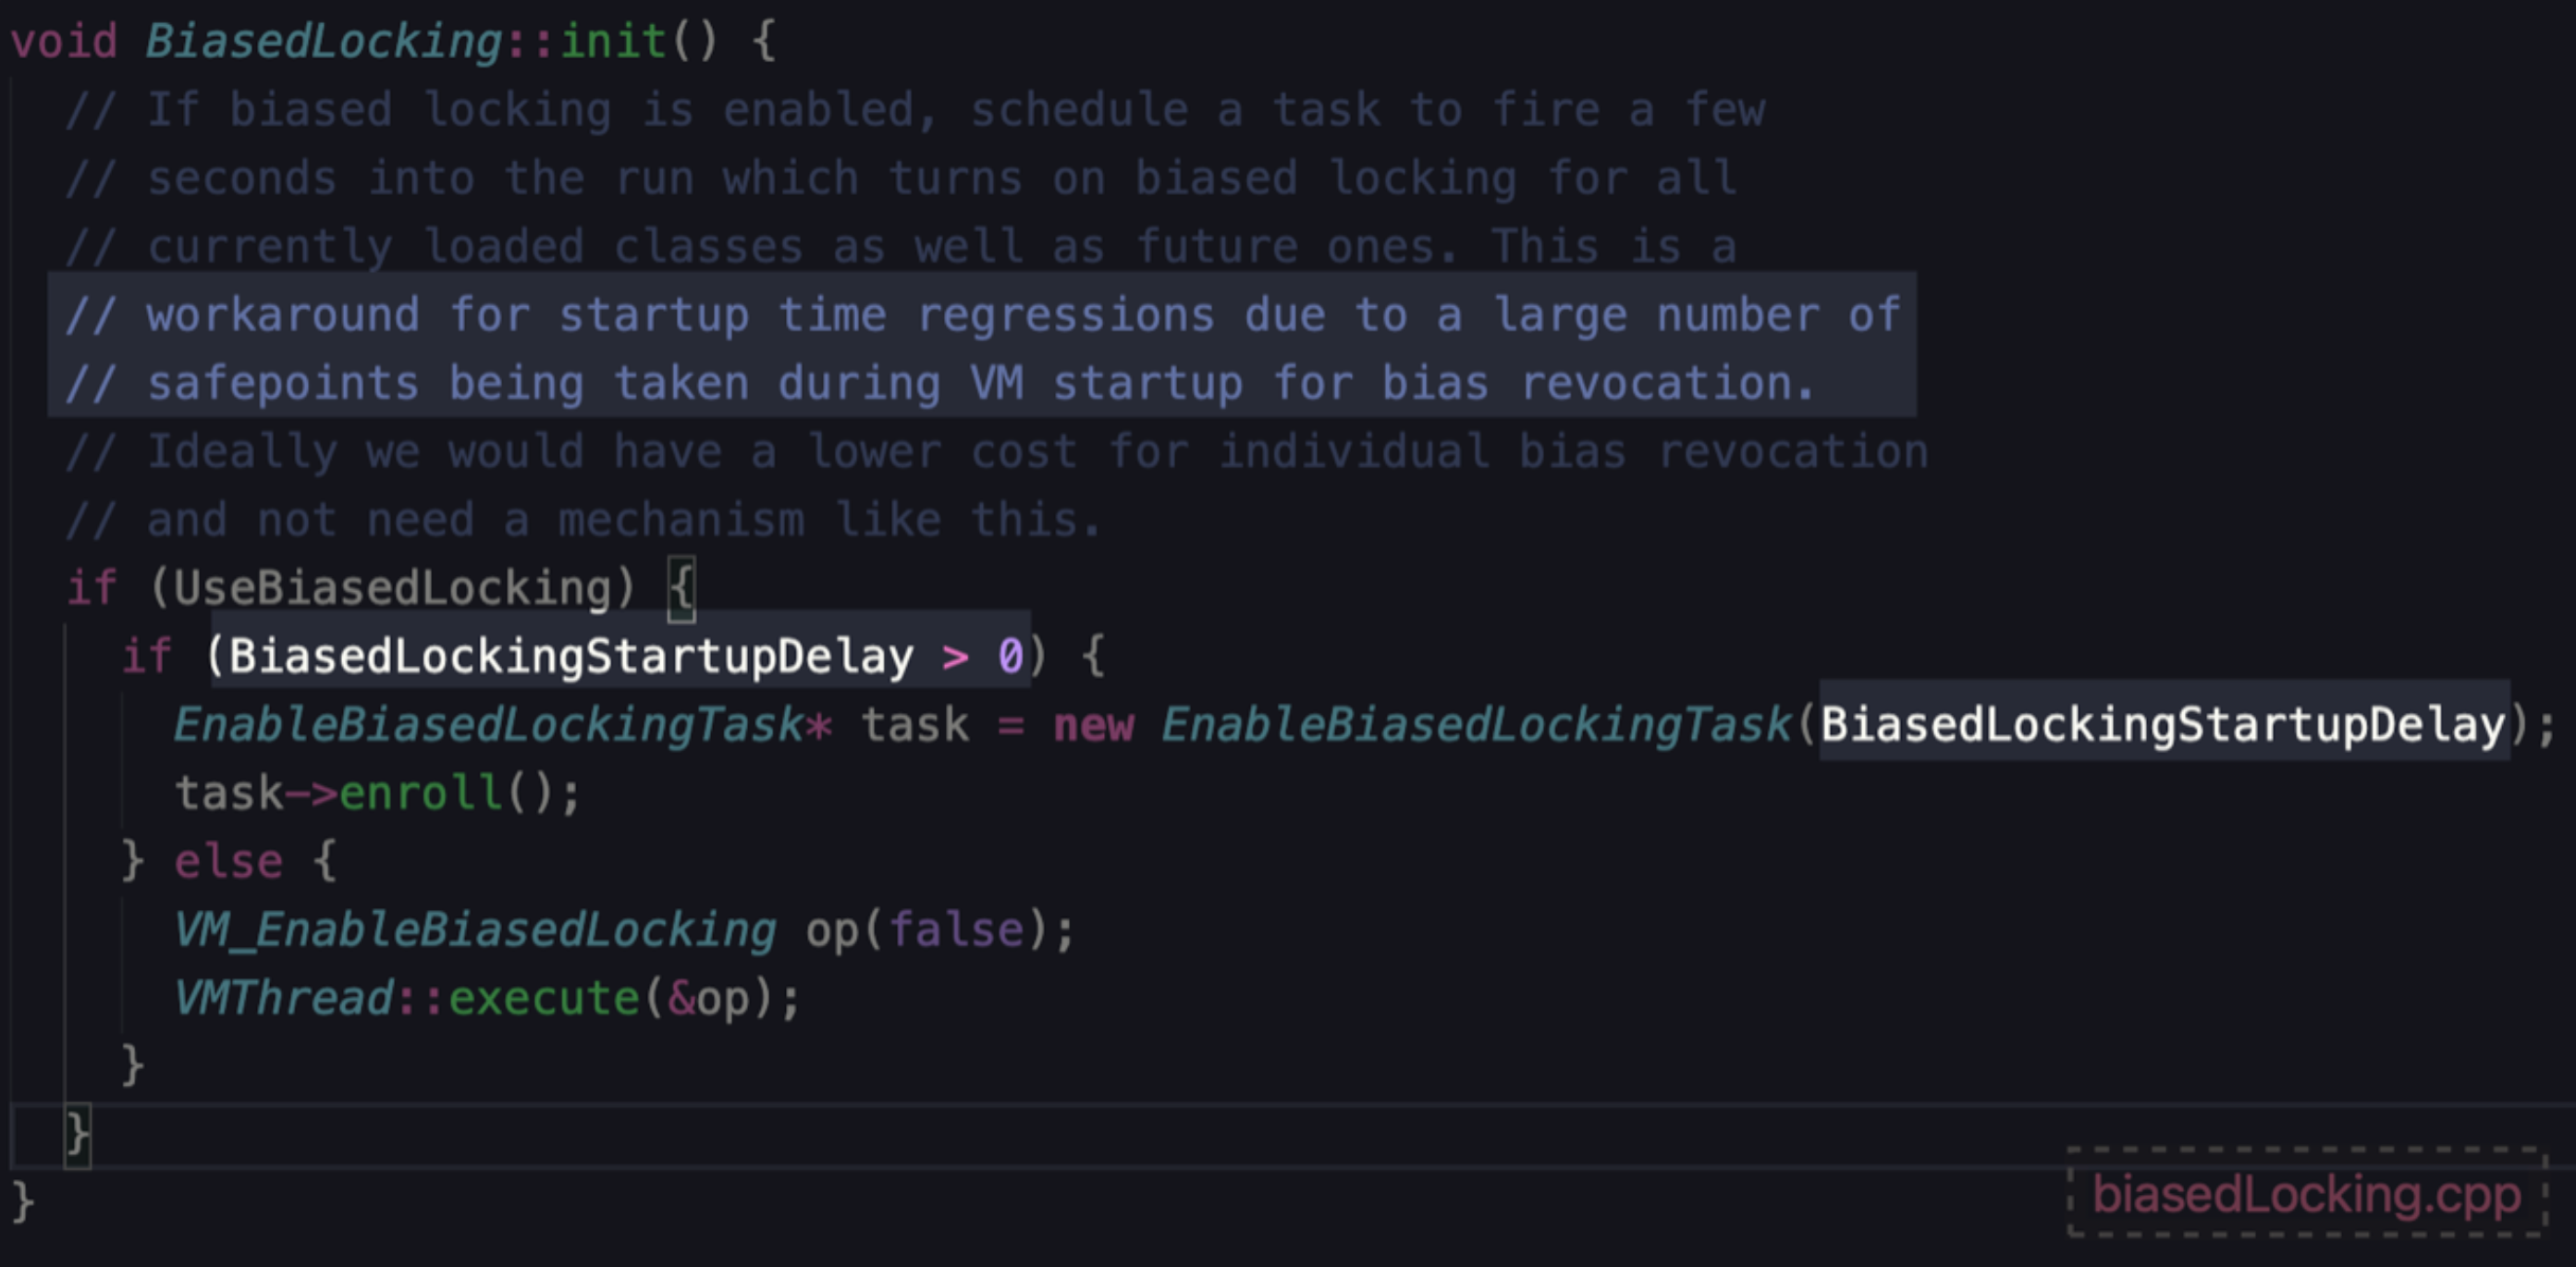 void BiasedLocking::init() {
// If biased locking is enabled, schedule a task to fire a few
// seconds into the run which turns on biased locking for all
// currently loaded classes as well as future ones. This is a
// workaround for startup time regressions due to a large number of
// safepoints being taken during VM startup for bias revocation.
// Ideally we would have a lower cost for individual bias revocation
// and not need a mechanism like this.
if (UseBiasedLocking) {
if (BiasedLockingStartupDelay > 0) {
EnableBiasedLockingTask* task = new EnableBiasedLockingTask(BiasedLockingStartupDelay);
task->enroll();
} else {
VM_EnableBiasedLocking op(false);
VMThread::execute(&op);
}
}
}
biasedLocking.cpp